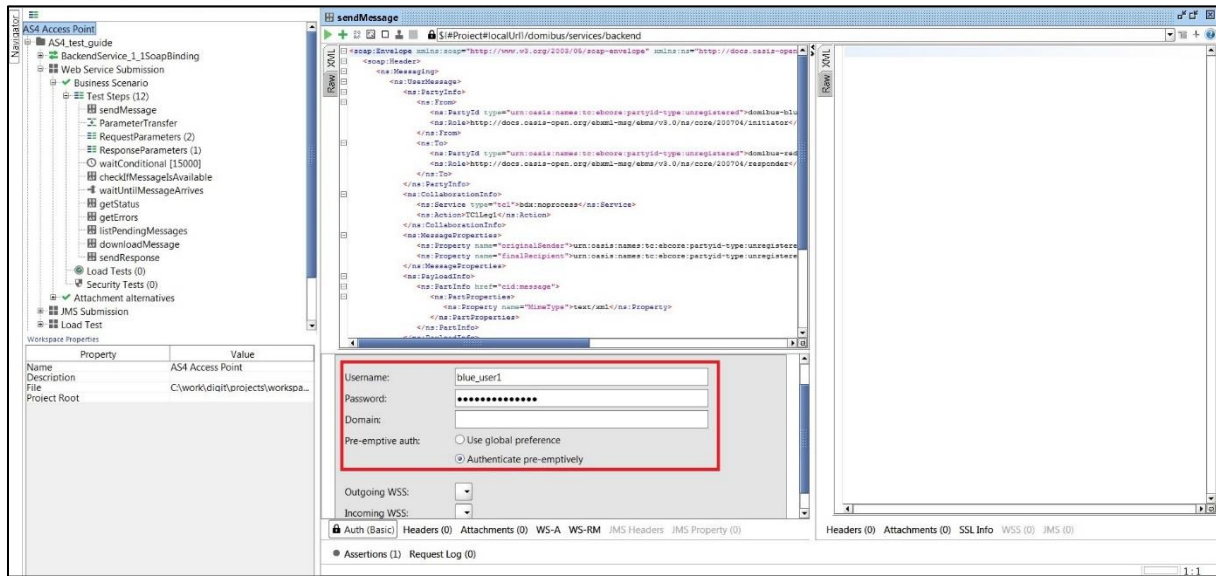 Navigator
AS4 Access Point
AS4_test_guide
BackendService_1_1SoapBinding
Web Service Submission
Business Scenario
Test Steps (12)
sendMessage
ParameterTransfer
RequestParameters (2)
ResponseParameters (1)
waitConditional [15000]
checkIfMessageIsAvailable
waitUntilMessageArrives
getStatus
getErrors
listPendingMessages
downloadMessage
sendResponse
Load Tests (0)
Security Tests (0)
Attachment alternatives
JMS Submission
Load Test
Workspace Properties
Property Value
Name AS4 Access Point
Description
File C:\work\digit\projects\workspa...
Project Root
sendMessage
${#Project#localUrl}/domibus/services/backend
XML
Raw
<soap:Envelope xmlns:soap="http://www.w3.org/2003/05/soap-envelope" xmlns:ns="http://docs.oasis-open
<soap:Header>
<ns:Messaging>
<ns:UserMessage>
<ns:PartyInfo>
<ns:From>
<ns:PartyId type="urn:oasis:names:tc:ebcore:partyid-type:unregistered">domibus-blu
<ns:Role>http://docs.oasis-open.org/ebxml-msg/ebms/v3.0/ns/core/200704/initiator</
</ns:From>
<ns:To>
<ns:PartyId type="urn:oasis:names:tc:ebcore:partyid-type:unregistered">domibus-red
<ns:Role>http://docs.oasis-open.org/ebxml-msg/ebms/v3.0/ns/core/200704/responder</
</ns:To>
</ns:PartyInfo>
<ns:CollaborationInfo>
<ns:Service type="tc1">bdx:noprocess</ns:Service>
<ns:Action>TC1Leg1</ns:Action>
</ns:CollaborationInfo>
<ns:MessageProperties>
<ns:Property name="originalSender">urn:oasis:names:tc:ebcore:partyid-type:unregistere
<ns:Property name="finalRecipient">urn:oasis:names:tc:ebcore:partyid-type:unregistere
</ns:MessageProperties>
<ns:PayloadInfo>
<ns:PartInfo href="cid:message">
<ns:PartProperties>
<ns:Property name="MimeType">text/xml</ns:Property>
</ns:PartProperties>
</ns:PartInfo>
Username: blue_user1
Password: ••••••••••••••
Domain:
Pre-emptive auth: Use global preference
Authenticate pre-emptively
Outgoing WSS:
Incoming WSS:
Auth (Basic) Headers (0) Attachments (0) WS-A WS-RM JMS Headers JMS Property (0)
Assertions (1) Request Log (0)
XML
Raw
Headers (0) Attachments (0) SSL Info WSS (0) JMS (0)
1:1